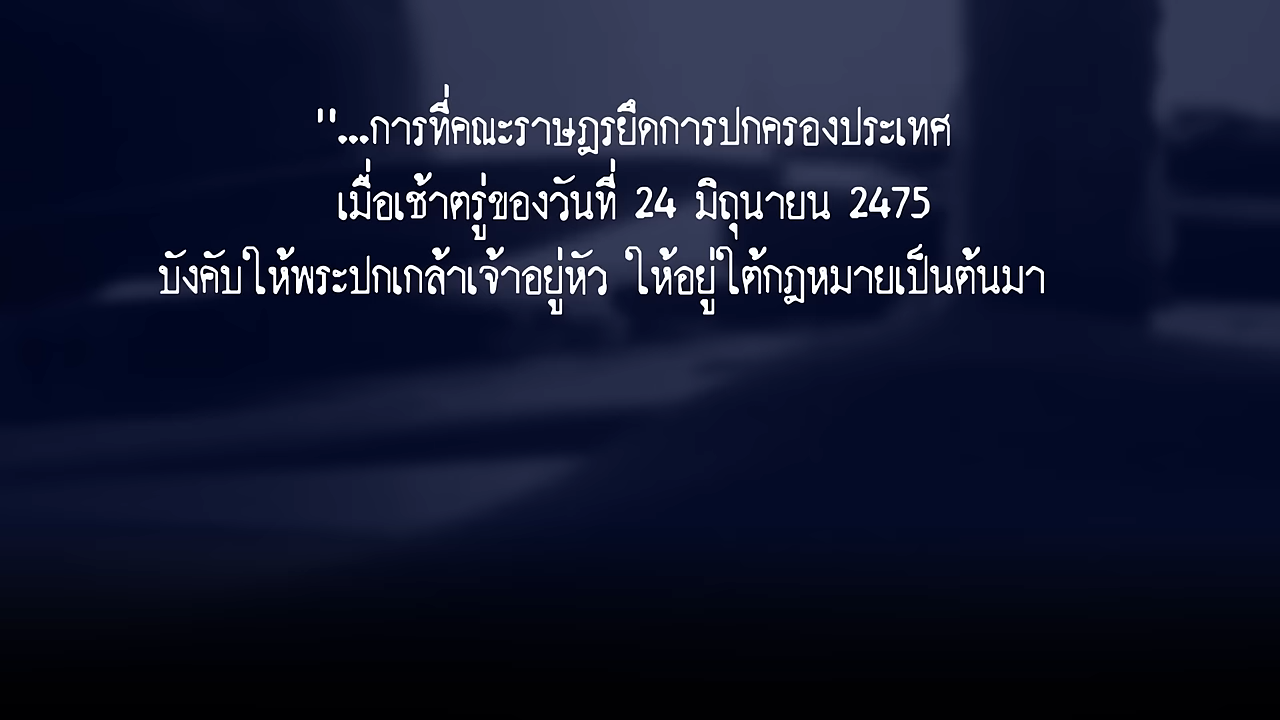 "...การที่คณะราษฎรยึดการปกครองประเทศ
เมื่อเช้าตรู่ของวันที่ 24 มิถุนายน 2475
บังคับให้พระปกเกล้าเจ้าอยู่หัว ให้อยู่ใต้กฎหมายเป็นต้นมา